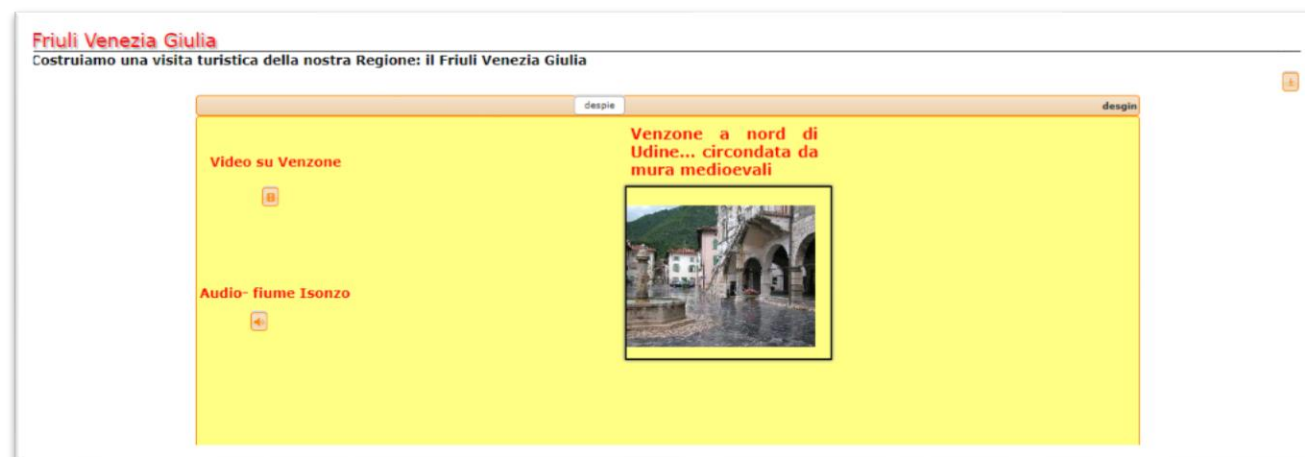 Friuli Venezia Giulia
Costruiamo una visita turistica della nostra Regione: il Friuli Venezia Giulia
despie
desgin
Video su Venzone
Venzone a nord di
Udine... circondata da
mura medioevali
Audio- fiume Isonzo